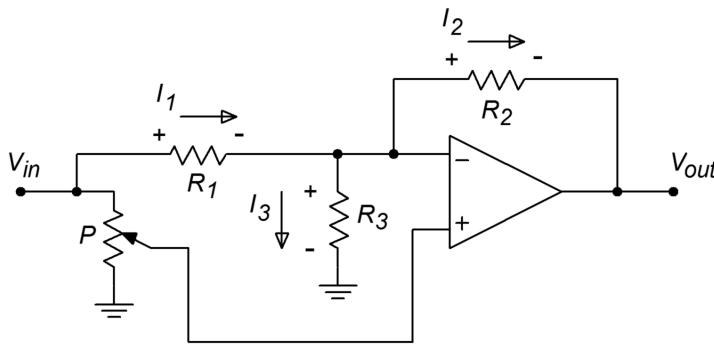 I2
+ -
R2
I1
+ -
R1
Vin
Vout
I3
+
-
R3
P
−
+